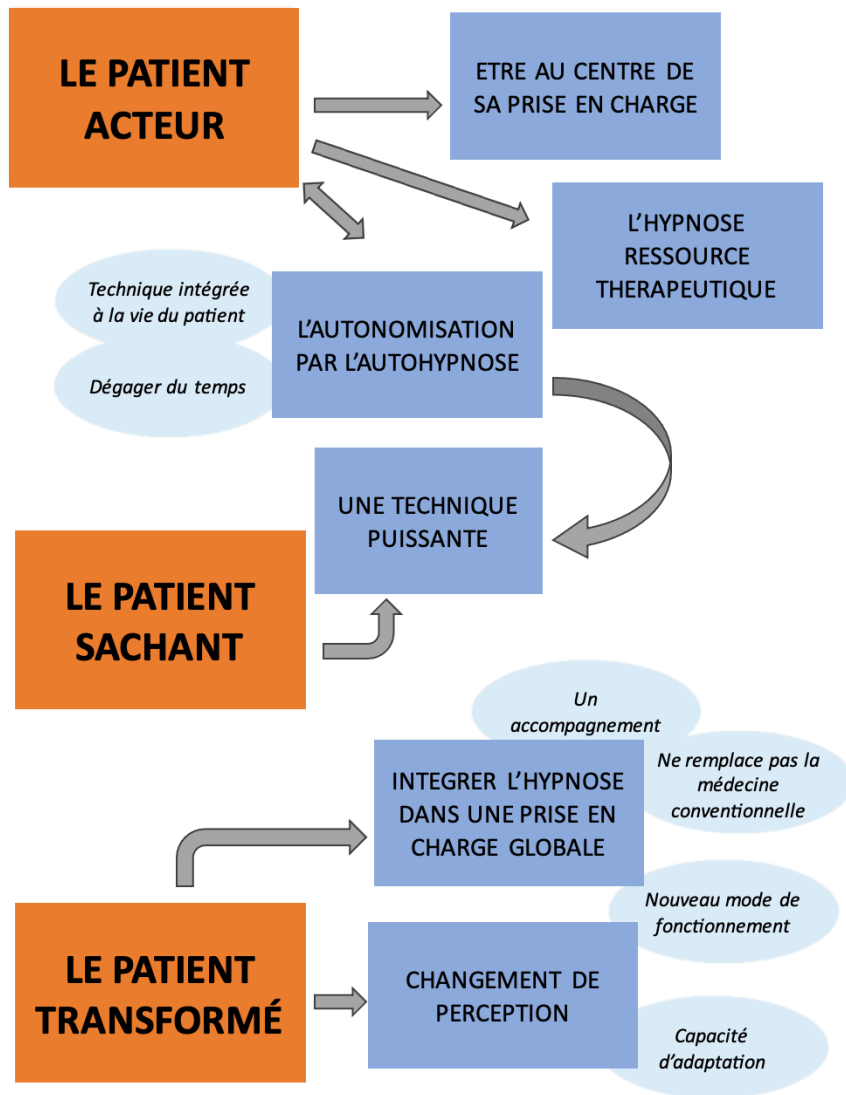 LE PATIENT
ACTEUR
ETRE AU CENTRE DE
SA PRISE EN CHARGE
L’HYPNOSE
RESSOURCE
THERAPEUTIQUE
Technique intégrée
à la vie du patient
Dégager du temps
L’AUTONOMISATION
PAR L’AUTOHYPNOSE
UNE TECHNIQUE
PUISSANTE
LE PATIENT
SACHANT
Un
accompagnement
Ne remplace pas la
médecine
conventionnelle
INTEGRER L’HYPNOSE
DANS UNE PRISE EN
CHARGE GLOBALE
Nouveau mode de
fonctionnement
LE PATIENT
TRANSFORMÉ
CHANGEMENT DE
PERCEPTION
Capacité
d’adaptation